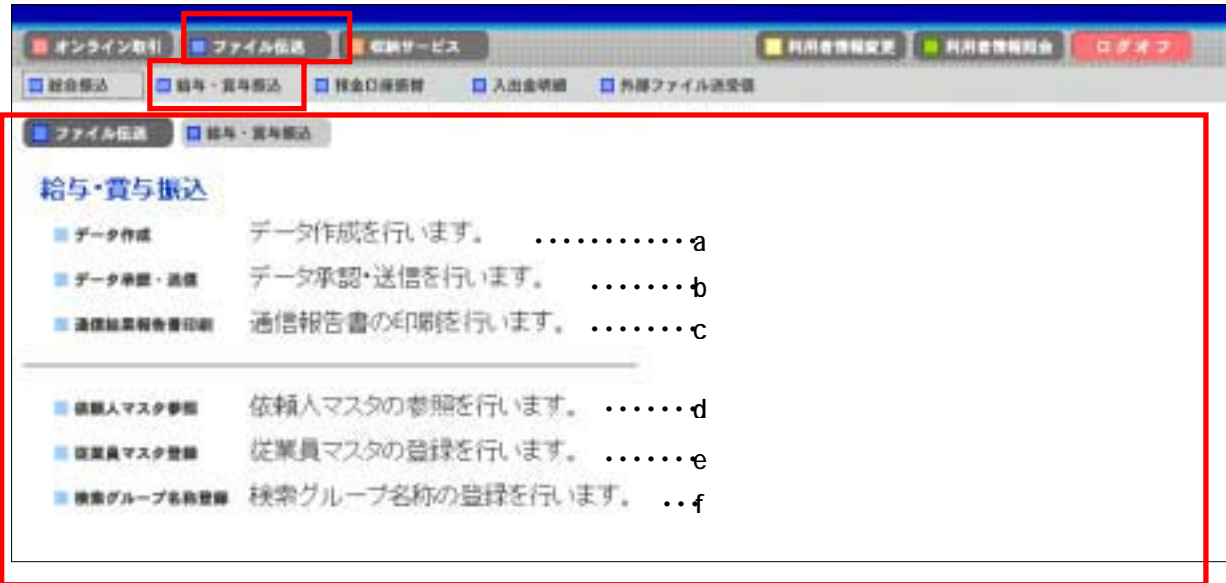 オンライン取引 ファイル伝送 収納サービス 利用者情報変更 利用者情報照会 ログオフ
総合振込 給与・賞与振込 預金口座振替 入出金明細 外部ファイル送受信
ファイル伝送 給与・賞与振込
給与・賞与振込
データ作成 データ作成を行います。 ・・・・・・・・・・・・a
データ承認・送信 データ承認・送信を行います。 ・・・・・・・・b
通信結果報告書印刷 通信報告書の印刷を行います。 ・・・・・・・・c
依頼人マスタ参照 依頼人マスタの参照を行います。 ・・・・・・・d
従業員マスタ登録 従業員マスタの登録を行います。 ・・・・・・・e
検索グループ名称登録 検索グループ名称の登録を行います。 ・・・f